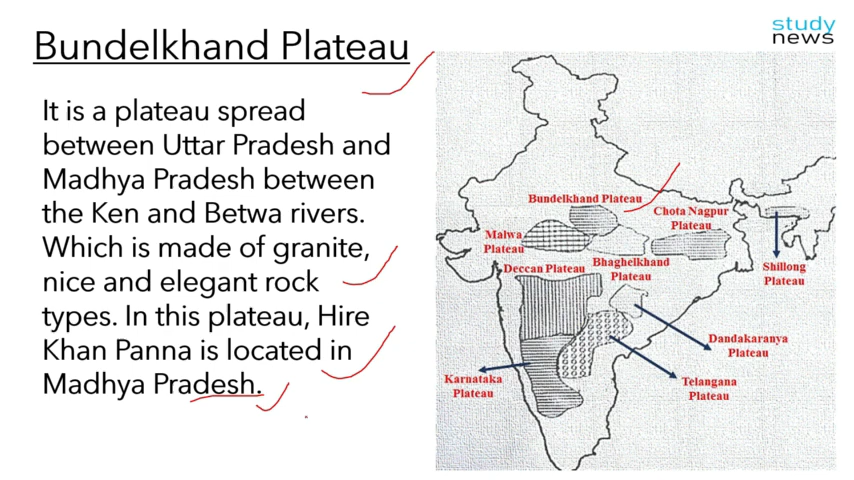 study
news
Bundelkhand Plateau
It is a plateau spread
between Uttar Pradesh and
Madhya Pradesh between
the Ken and Betwa rivers.
Which is made of granite,
nice and elegant rock
types. In this plateau, Hire
Khan Panna is located in
Madhya Pradesh.
Bundelkhand Plateau
Chota Nagpur
Plateau
Malwa
Plateau
Bhaghelkhand
Plateau
Deccan Plateau
Shillong
Plateau
Dandakaranya
Plateau
Karnataka
Plateau
Telangana
Plateau